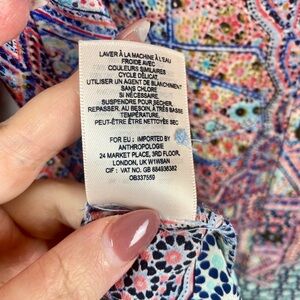 LAVER À LA MACHINE À L'EAU
FROIDE AVEC
COULEURS SIMILAIRES
CYCLE DÉLICAT
UTILISER UN AGENT DE BLANCHIMENT
SANS CHLORE
SI NÉCESSAIRE
SUSPENDRE POUR SÉCHER,
REPASSER, AU BESOIN, À TRÈS BASSE
TEMPÉRATURE,
PEUT-ÊTRE ÊTRE NETTOYÉ SEC
FOR EU: IMPORTED BY
ANTHROPOLOGIE
24 MARKET PLACE, 3RD FLOOR,
LONDON, UK W1W8AN
CIF: VAT NO. GB 684936382
OB337559